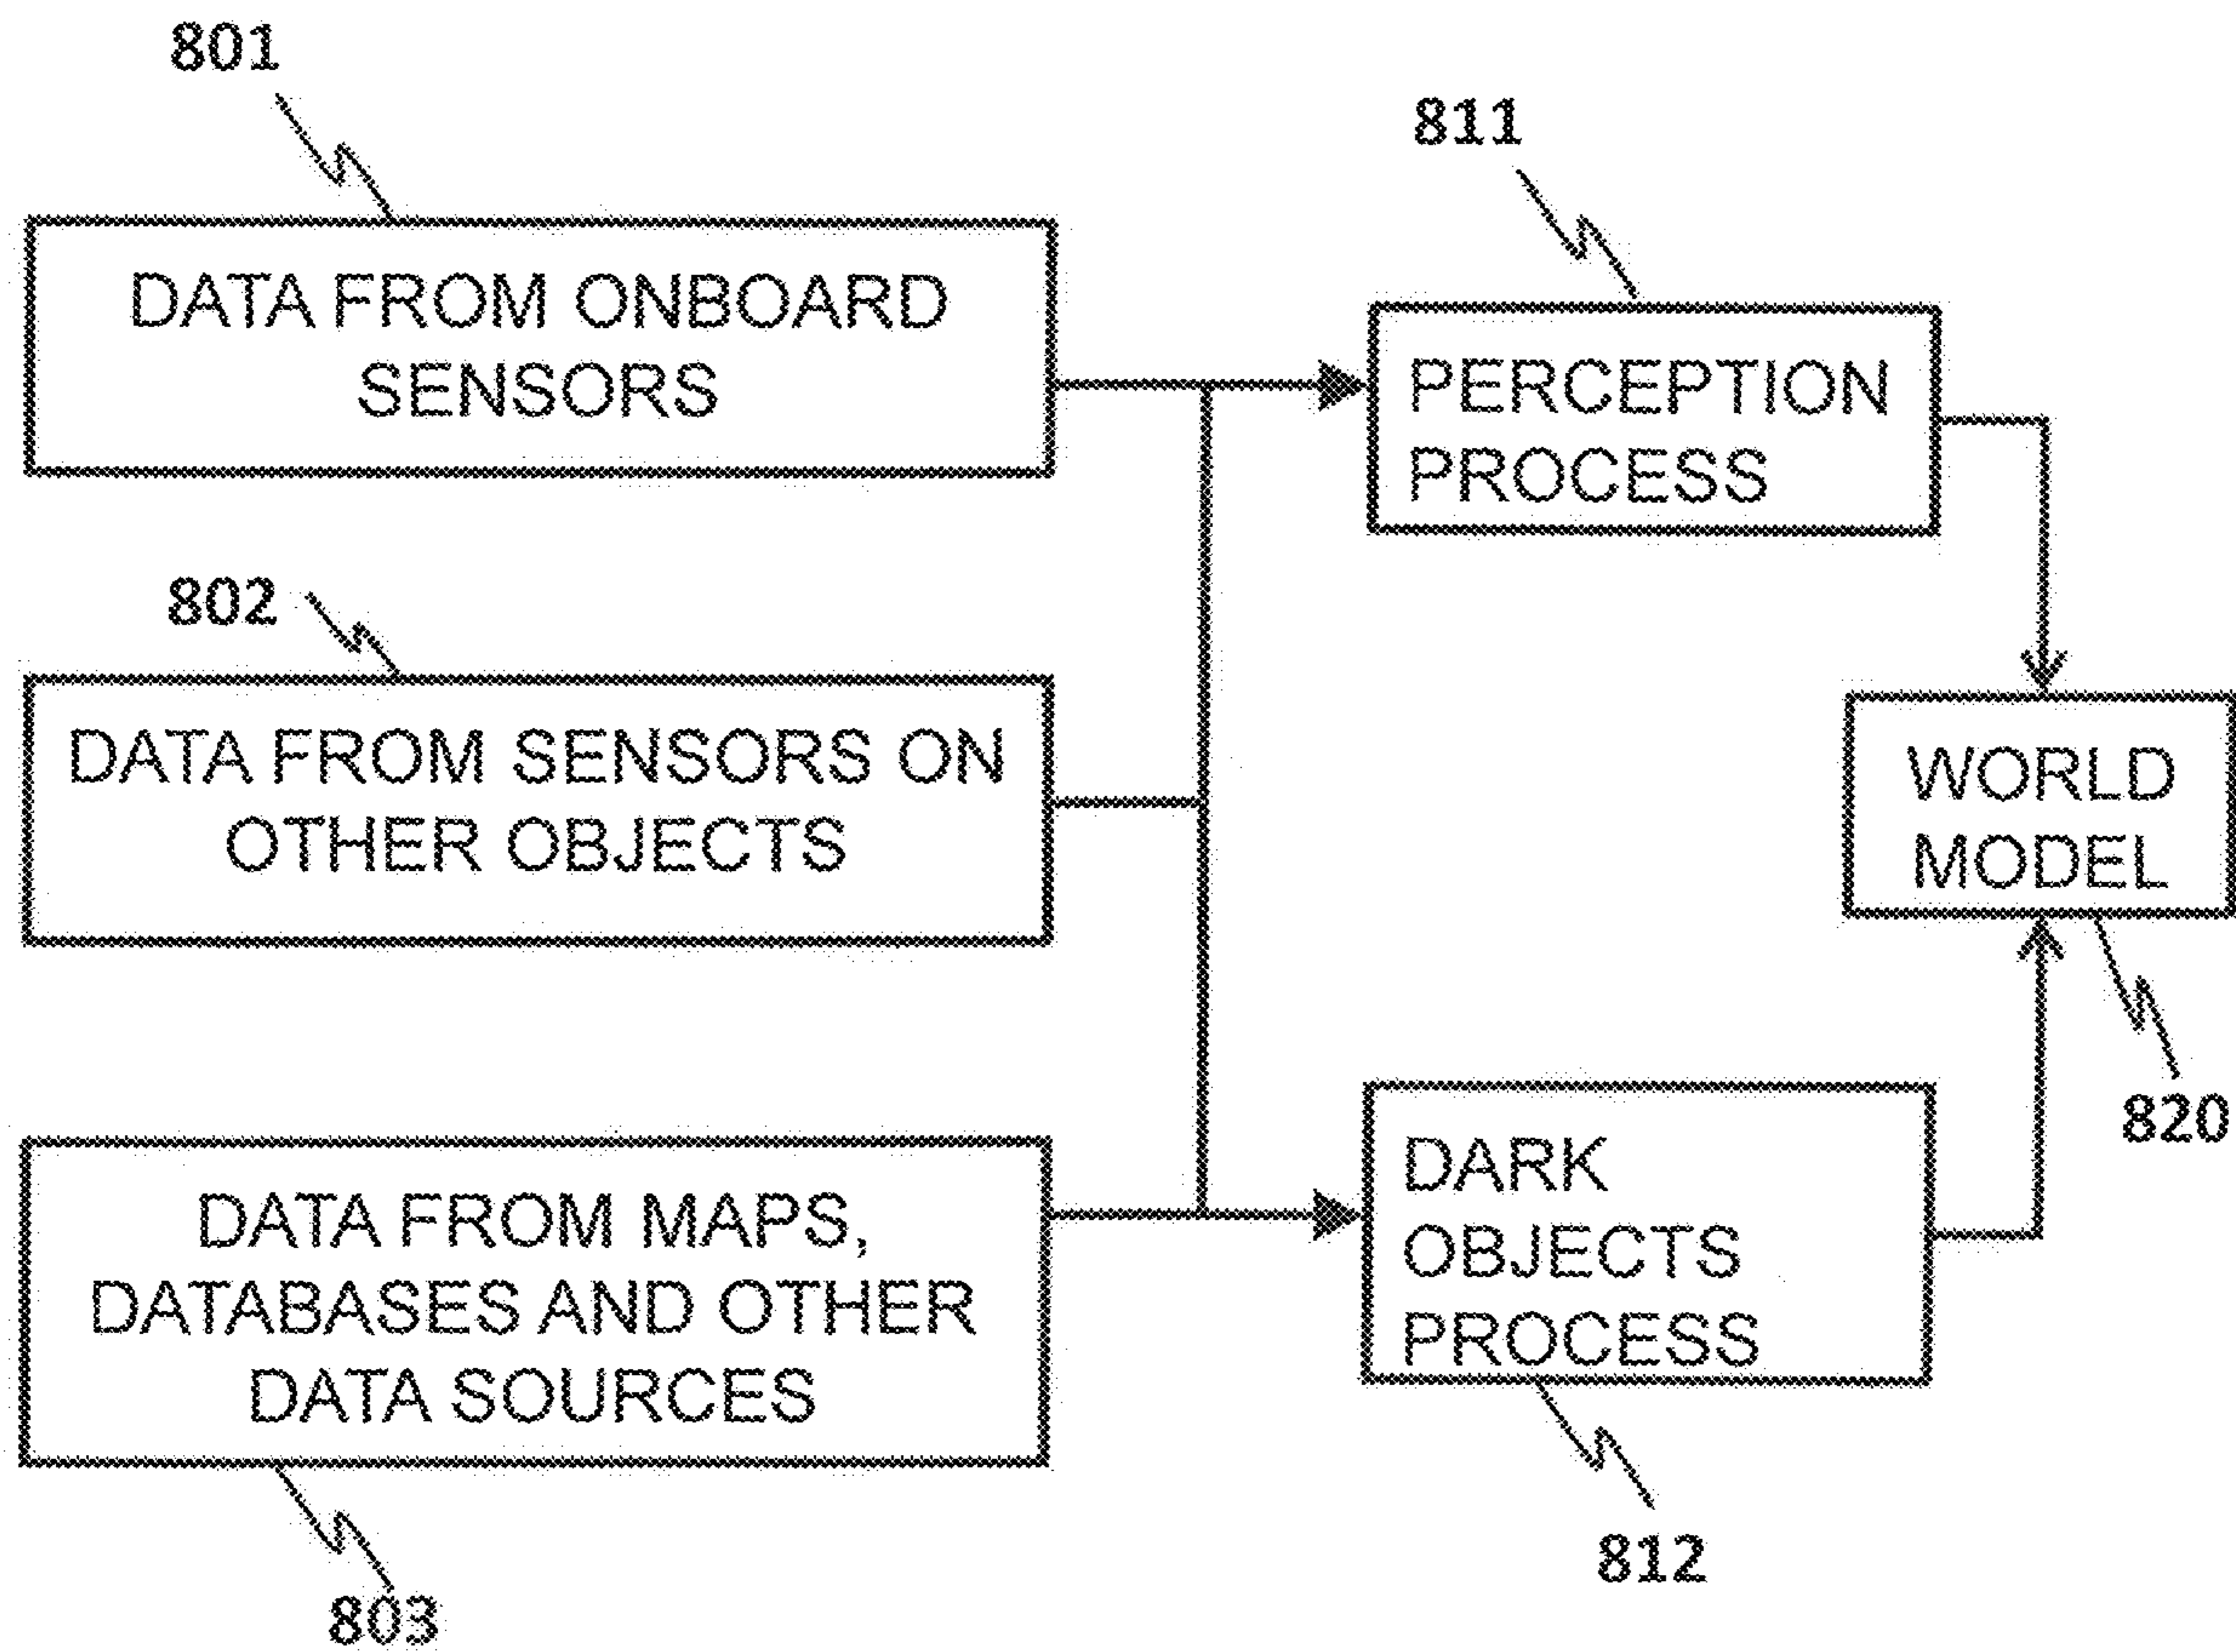 801
DATA FROM ONBOARD
SENSORS
802
DATA FROM SENSORS ON
OTHER OBJECTS
DATA FROM MAPS,
DATABASES AND OTHER
DATA SOURCES
803
811
PERCEPTION
PROCESS
WORLD
MODEL
820
DARK
OBJECTS
PROCESS
812